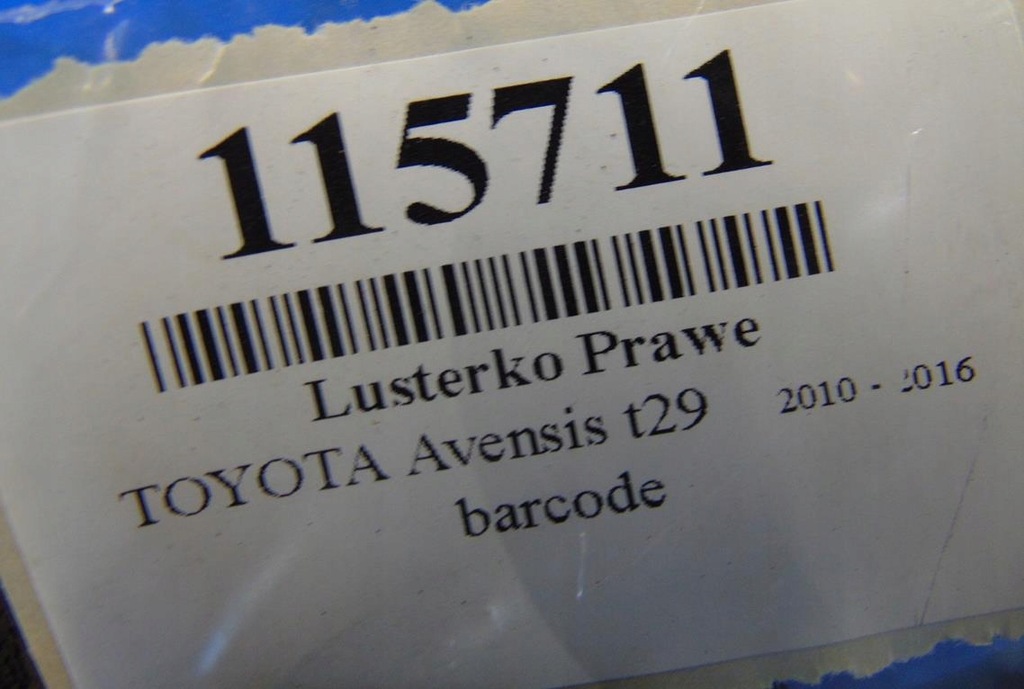 115711
Lusterko Prawe
TOYOTA Avensis t29 2010 - 2016
barcode